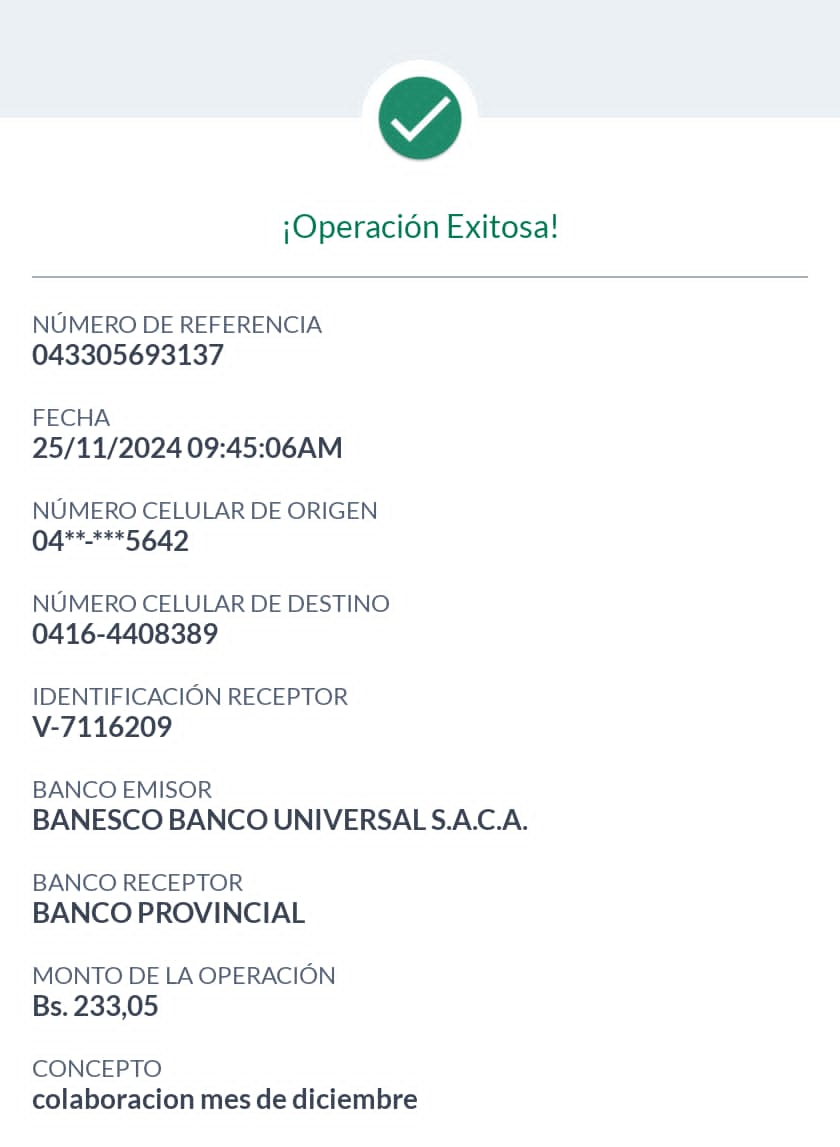 ¡Operación Exitosa!
NÚMERO DE REFERENCIA
043305693137
FECHA
25/11/2024 09:45:06AM
NÚMERO CELULAR DE ORIGEN
04**-***5642
NÚMERO CELULAR DE DESTINO
0416-4408389
IDENTIFICACIÓN RECEPTOR
V-7116209
BANCO EMISOR
BANESCO BANCO UNIVERSAL S.A.C.A.
BANCO RECEPTOR
BANCO PROVINCIAL
MONTO DE LA OPERACIÓN
Bs. 233,05
CONCEPTO
colaboracion mes de diciembre